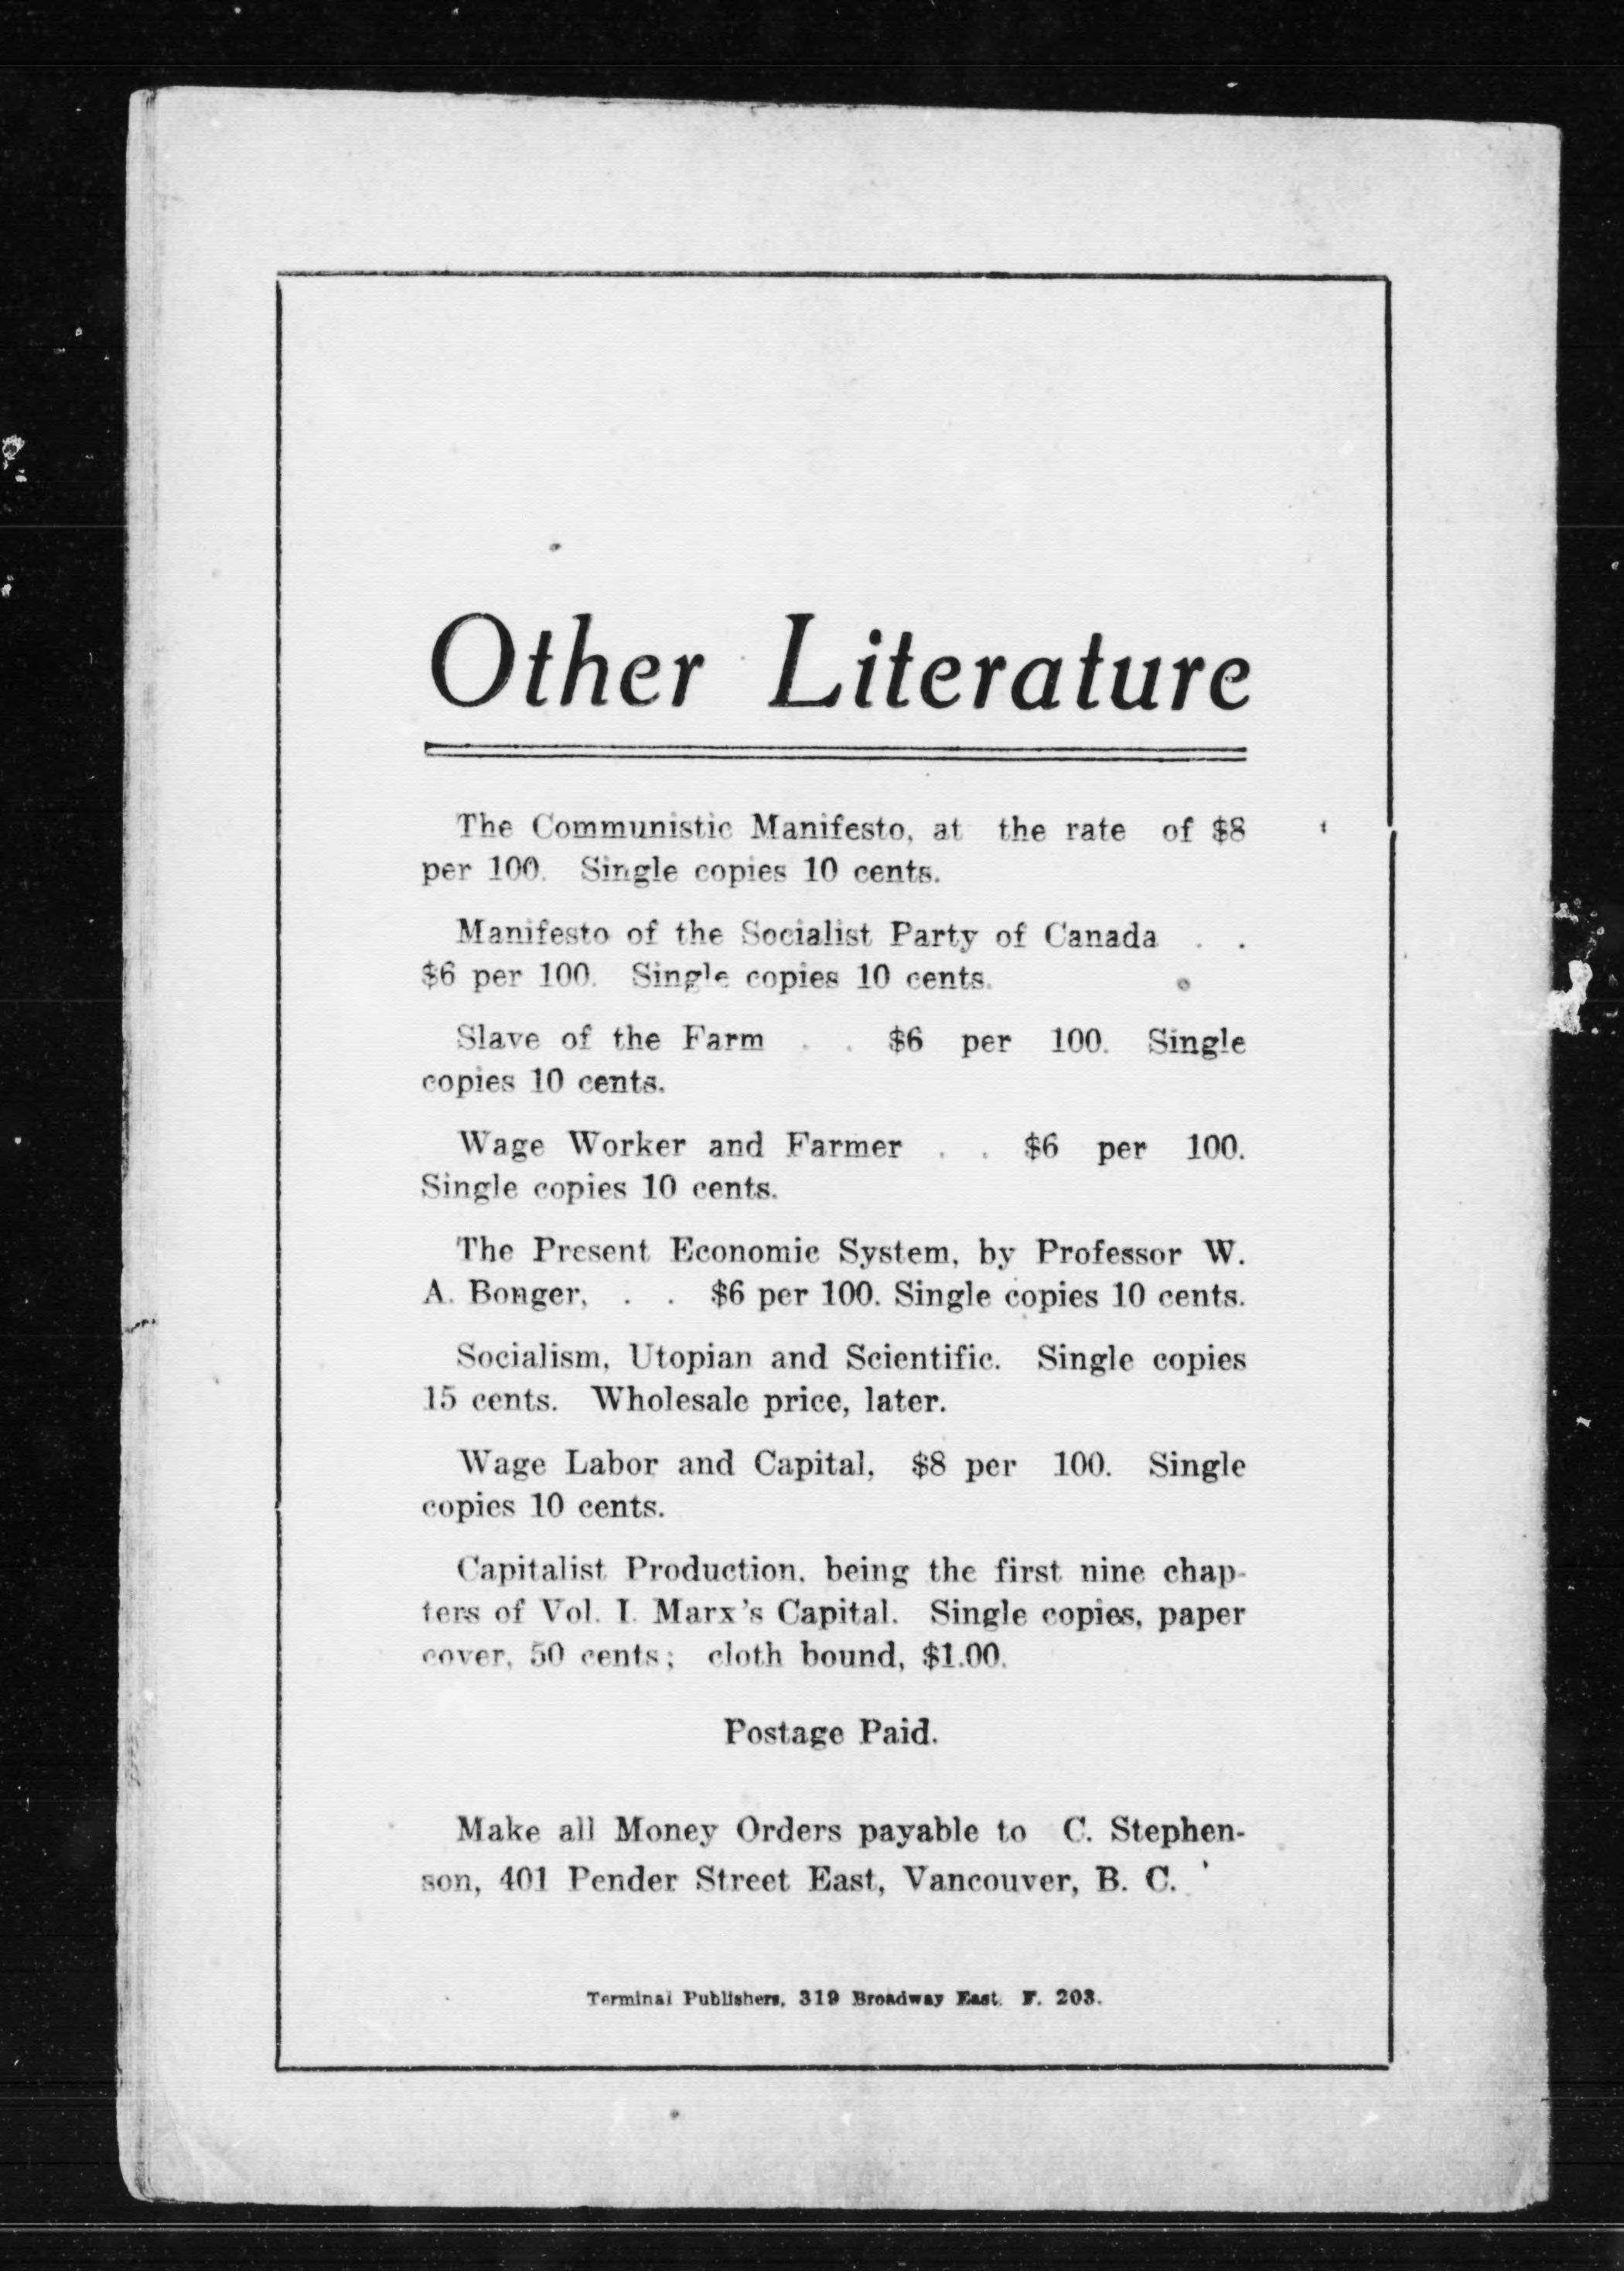 Other Literature
The Communistic Manifesto, at the rate of $8
per 100. Single copies 10 cents.
Manifesto of the Socialist Party of Canada . .
$6 per 100. Single copies 10 cents.
Slave of the Farm . . $6 per 100. Single
copies 10 cents.
Wage Worker and Farmer . . $6 per 100.
Single copies 10 cents.
The Present Economic System, by Professor W.
A. Bonger, . . $6 per 100. Single copies 10 cents.
Socialism, Utopian and Scientific. Single copies
15 cents. Wholesale price, later.
Wage Labor and Capital, $8 per 100. Single
copies 10 cents.
Capitalist Production, being the first nine chap-
ters of Vol. I. Marx's Capital. Single copies, paper
cover, 50 cents; cloth bound, $1.00.
Postage Paid.
Make all Money Orders payable to C. Stephen-
son, 401 Pender Street East, Vancouver, B. C.
Terminal Publishers, 319 Broadway East. F. 203.